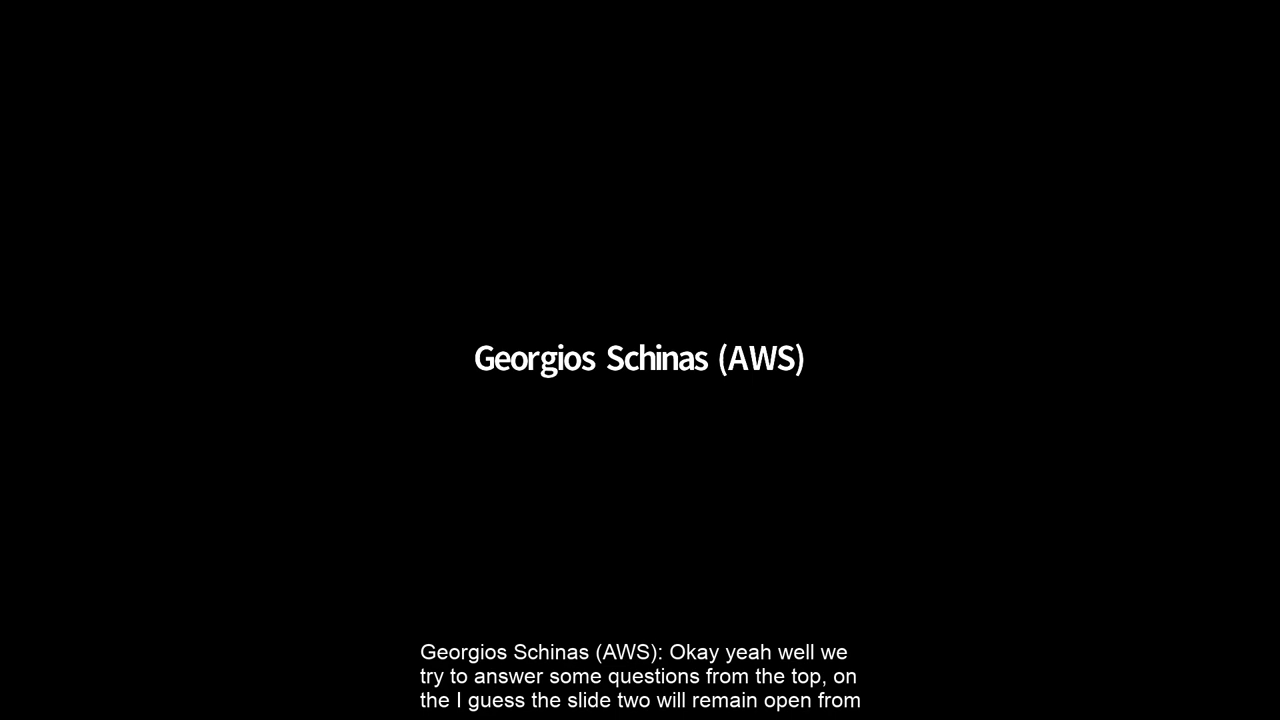 Georgios Schinas (AWS)
Georgios Schinas (AWS): Okay yeah well we
try to answer some questions from the top, on
the I guess the slide two will remain open from